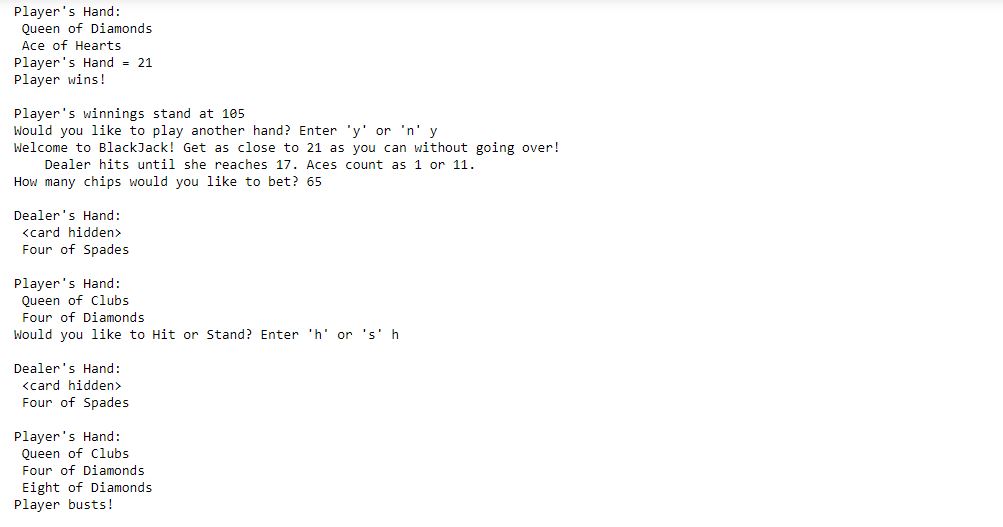 Player's Hand:
Queen of Diamonds
Ace of Hearts
Player's Hand = 21
Player wins!
Player's winnings stand at 105
Would you like to play another hand? Enter 'y' or 'n' y
Welcome to BlackJack! Get as close to 21 as you can without going over!
Dealer hits until she reaches 17. Aces count as 1 or 11.
How many chips would you like to bet? 65
Dealer's Hand:
<card hidden>
Four of Spades
Player's Hand:
Queen of Clubs
Four of Diamonds
Would you like to Hit or Stand? Enter 'h' or 's' h
Dealer's Hand:
<card hidden>
Four of Spades
Player's Hand:
Queen of Clubs
Four of Diamonds
Eight of Diamonds
Player busts!